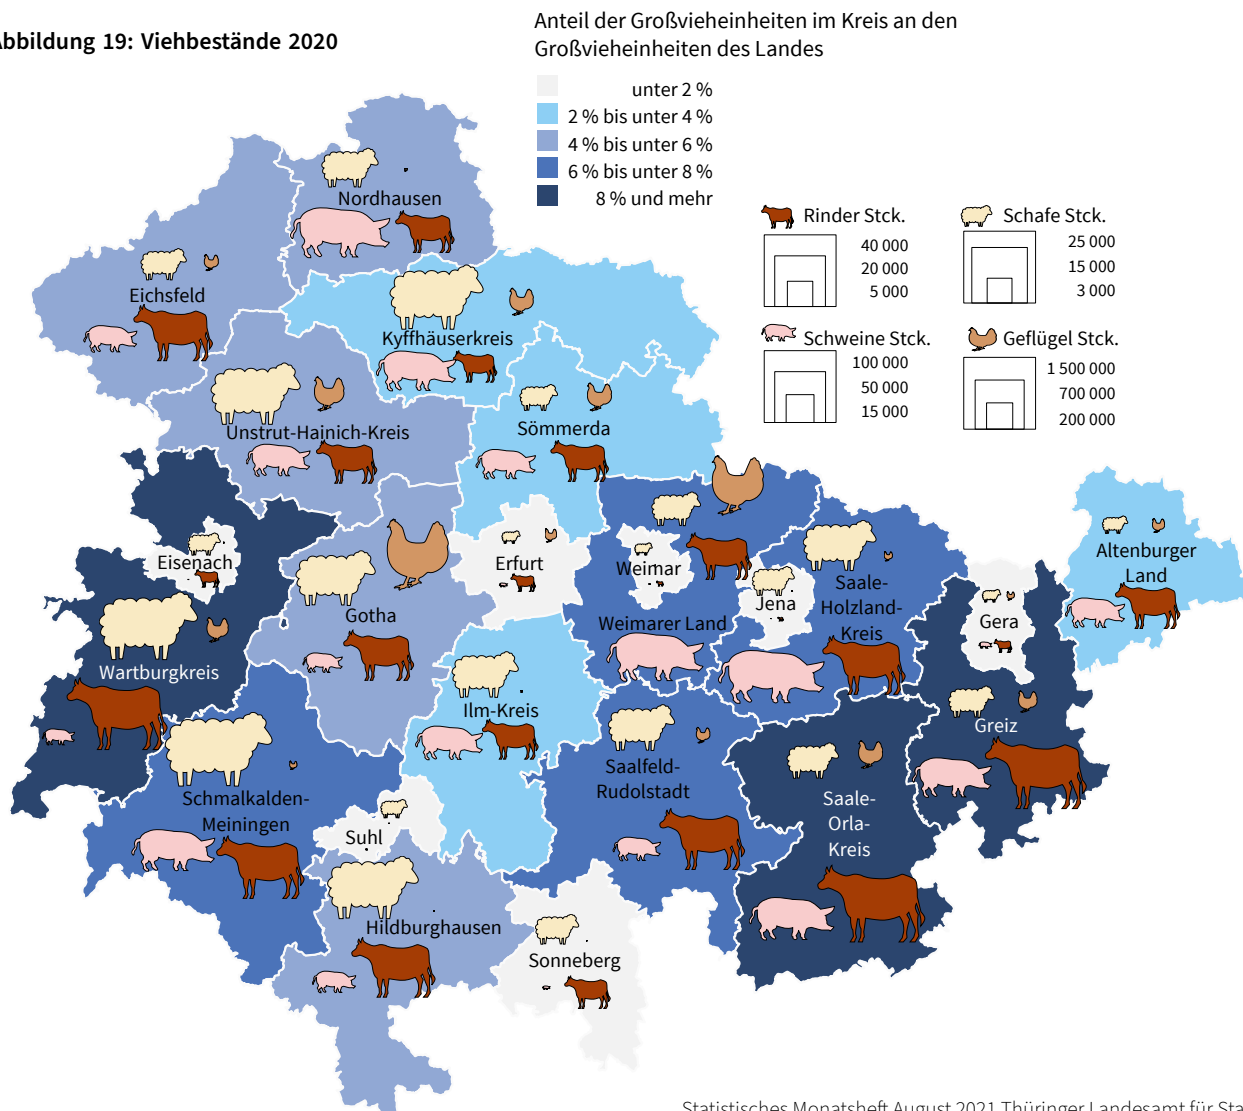 Abbildung 19: Viehbestände 2020
Anteil der Großvieheinheiten im Kreis an den
Großvieheinheiten des Landes
unter 2 %
2 % bis unter 4 %
4 % bis unter 6 %
6 % bis unter 8 %
8 % und mehr
Rinder Stck.
40 000
20 000
5 000
Schafe Stck.
25 000
15 000
3 000
Schweine Stck.
100 000
50 000
15 000
Geflügel Stck.
1 500 000
700 000
200 000
Nordhausen
Eichsfeld
Kyffhäuserkreis
Unstrut-Hainich-Kreis
Sömmerda
Eisenach
Erfurt
Weimar
Altenburger
Land
Saale-
Holzland-
Kreis
Jena
Gotha
Weimarer Land
Gera
Wartburgkreis
Ilm-Kreis
Greiz
Saalfeld-
Rudolstadt
Schmalkalden-
Meiningen
Saale-
Orla-
Kreis
Suhl
Hildburghausen
Sonneberg
Statistisches Monatsheft August 2021 Thüringer Landesamt für Sta